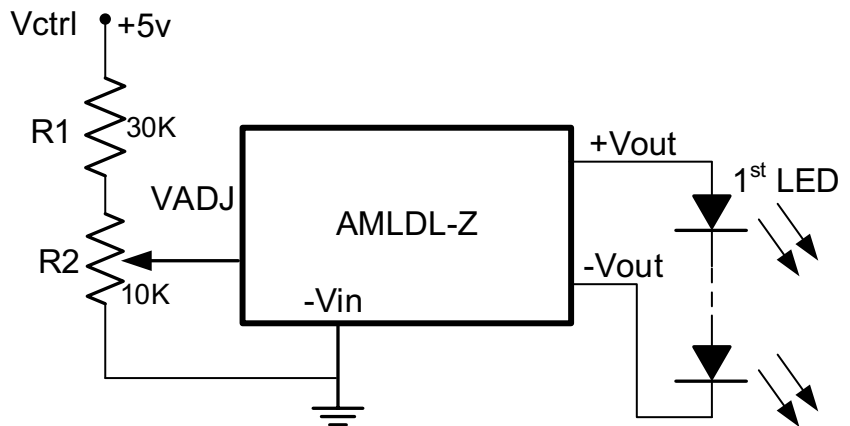 Vctrl +5v
R1 30K
VADJ
R2 10K
AMLDL-Z
-Vin
+Vout
1st LED
-Vout